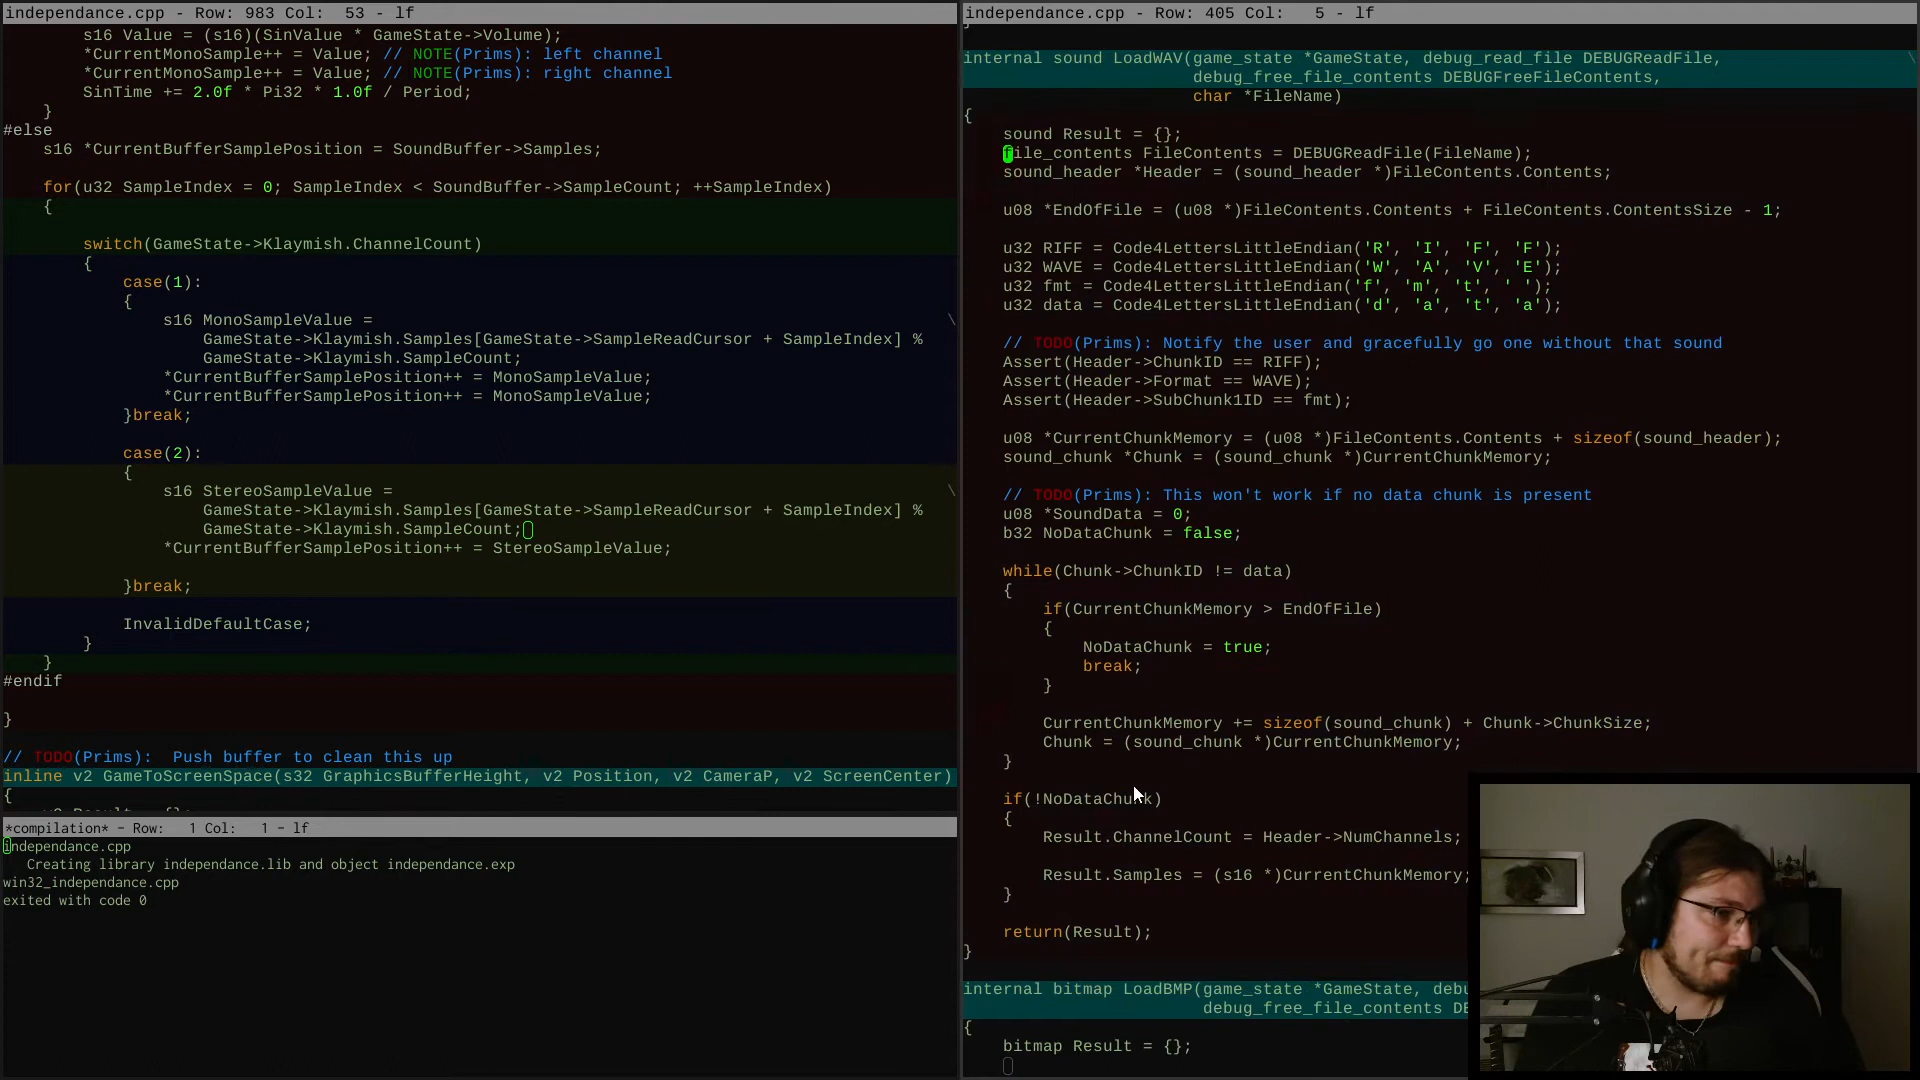 independance.cpp - Row: 983 Col:  53 - lf
        s16 Value = (s16)(SinValue * GameState->Volume);
        *CurrentMonoSample++ = Value; // NOTE(Prims): left channel
        *CurrentMonoSample++ = Value; // NOTE(Prims): right channel
        SinTime += 2.0f * Pi32 * 1.0f / Period;
    }
#else
    s16 *CurrentBufferSamplePosition = SoundBuffer->Samples;
    for(u32 SampleIndex = 0; SampleIndex < SoundBuffer->SampleCount; ++SampleIndex)
    {
        switch(GameState->Klaymish.ChannelCount)
        {
            case(1):
            {
                s16 MonoSampleValue = \
                    GameState->Klaymish.Samples[GameState->SampleReadCursor + SampleIndex] %
                    GameState->Klaymish.SampleCount;
                *CurrentBufferSamplePosition++ = MonoSampleValue;
                *CurrentBufferSamplePosition++ = MonoSampleValue;
            }break;
            case(2):
            {
                s16 StereoSampleValue = \
                    GameState->Klaymish.Samples[GameState->SampleReadCursor + SampleIndex] %
                    GameState->Klaymish.SampleCount;
                *CurrentBufferSamplePosition++ = StereoSampleValue;
            }break;
            InvalidDefaultCase;
        }
    }
#endif
}
// TODO(Prims):  Push buffer to clean this up
inline v2 GameToScreenSpace(s32 GraphicsBufferHeight, v2 Position, v2 CameraP, v2 ScreenCenter)
{
*compilation* - Row:   1 Col:   1 - lf
independance.cpp
   Creating library independance.lib and object independance.exp
win32_independance.cpp
exited with code 0
independance.cpp - Row: 405 Col:   5 - lf
}
internal sound LoadWAV(game_state *GameState, debug_read_file DEBUGReadFile, \
                       debug_free_file_contents DEBUGFreeFileContents,
                       char *FileName)
{
    sound Result = {};
    file_contents FileContents = DEBUGReadFile(FileName);
    sound_header *Header = (sound_header *)FileContents.Contents;
    u08 *EndOfFile = (u08 *)FileContents.Contents + FileContents.ContentsSize - 1;
    u32 RIFF = Code4LettersLittleEndian('R', 'I', 'F', 'F');
    u32 WAVE = Code4LettersLittleEndian('W', 'A', 'V', 'E');
    u32 fmt = Code4LettersLittleEndian('f', 'm', 't', ' ');
    u32 data = Code4LettersLittleEndian('d', 'a', 't', 'a');
    // TODO(Prims): Notify the user and gracefully go one without that sound
    Assert(Header->ChunkID == RIFF);
    Assert(Header->Format == WAVE);
    Assert(Header->SubChunk1ID == fmt);
    u08 *CurrentChunkMemory = (u08 *)FileContents.Contents + sizeof(sound_header);
    sound_chunk *Chunk = (sound_chunk *)CurrentChunkMemory;
    // TODO(Prims): This won't work if no data chunk is present
    u08 *SoundData = 0;
    b32 NoDataChunk = false;
    while(Chunk->ChunkID != data)
    {
        if(CurrentChunkMemory > EndOfFile)
        {
            NoDataChunk = true;
            break;
        }
        CurrentChunkMemory += sizeof(sound_chunk) + Chunk->ChunkSize;
        Chunk = (sound_chunk *)CurrentChunkMemory;
    }
    if(!NoDataChunk)
    {
        Result.ChannelCount = Header->NumChannels;
        Result.Samples = (s16 *)CurrentChunkMemory;
    }
    return(Result);
}
internal bitmap LoadBMP(game_state *GameState, debu
                        debug_free_file_contents DE
{
    bitmap Result = {};